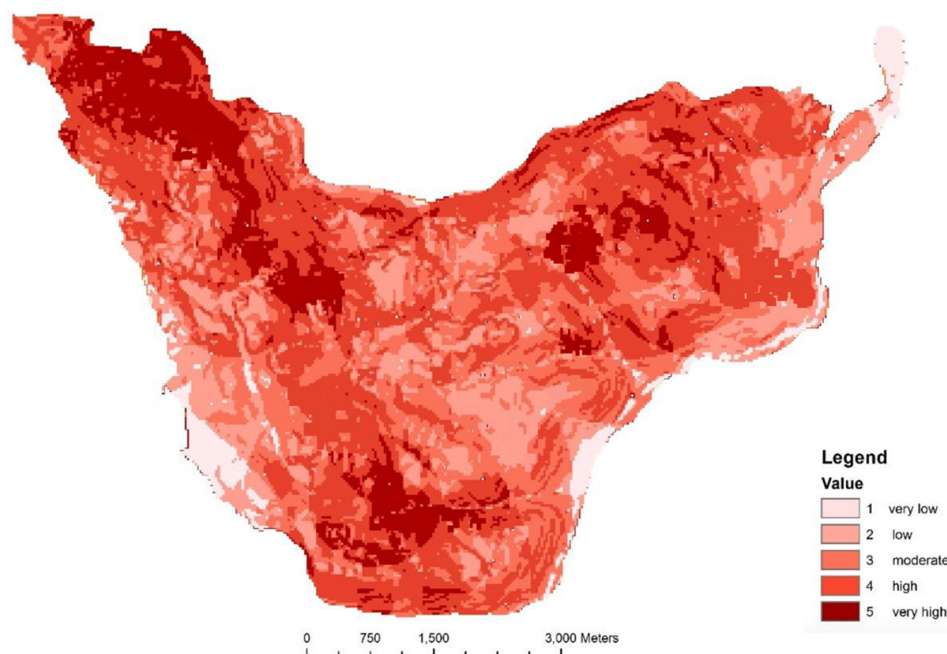 Legend
Value
1 very low
2 low
3 moderate
4 high
5 very high
0 750 1,500 3,000 Meters